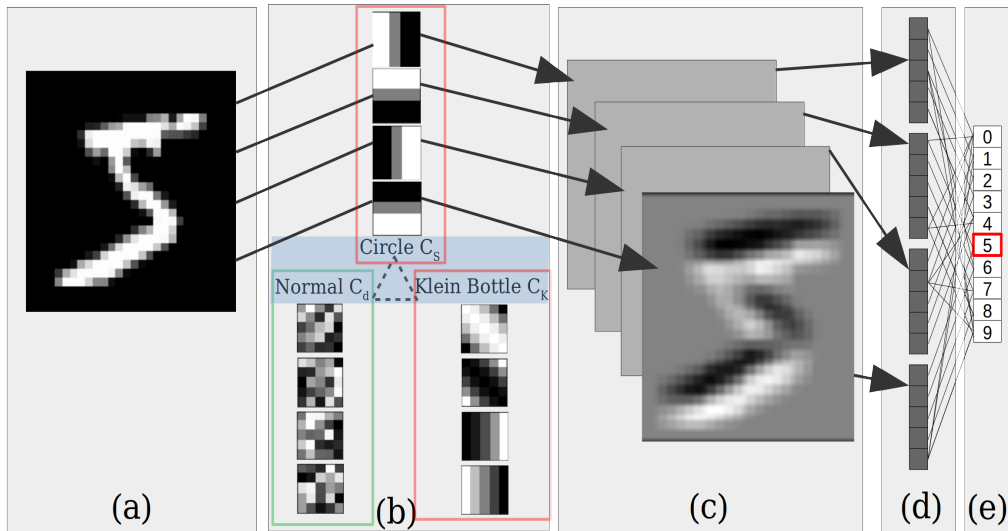 Circle C_S
Normal C_d
Klein Bottle C_K
0
1
2
3
4
5
6
7
8
9
(a)
(b)
(c)
(d)
(e)